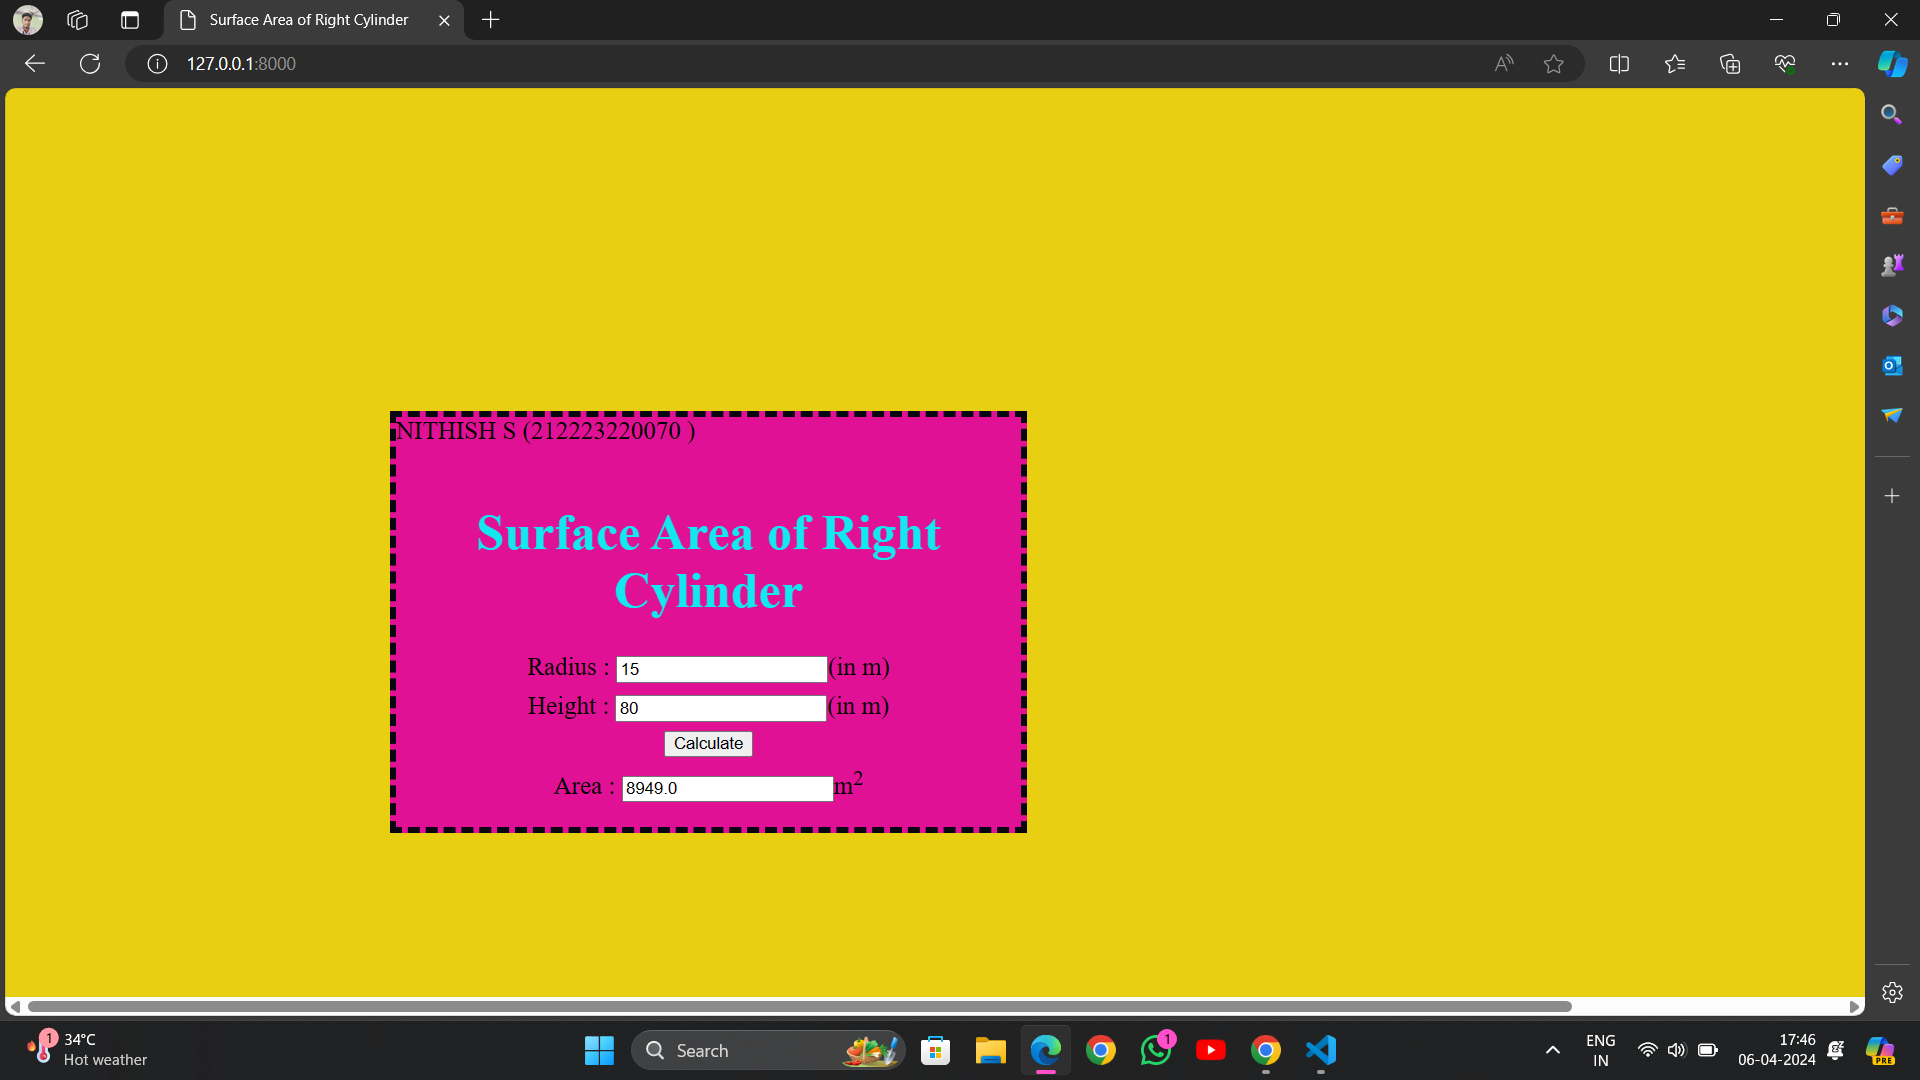 Surface Area of Right Cylinder
127.0.0.1:8000
NITHISH S (212223220070 )
Surface Area of Right
Cylinder
Radius : 15 (in m)
Height : 80 (in m)
Calculate
Area : 8949.0 m²
1
34°C
Hot weather
Search
1
ENG
IN
17:46
06-04-2024
PRE